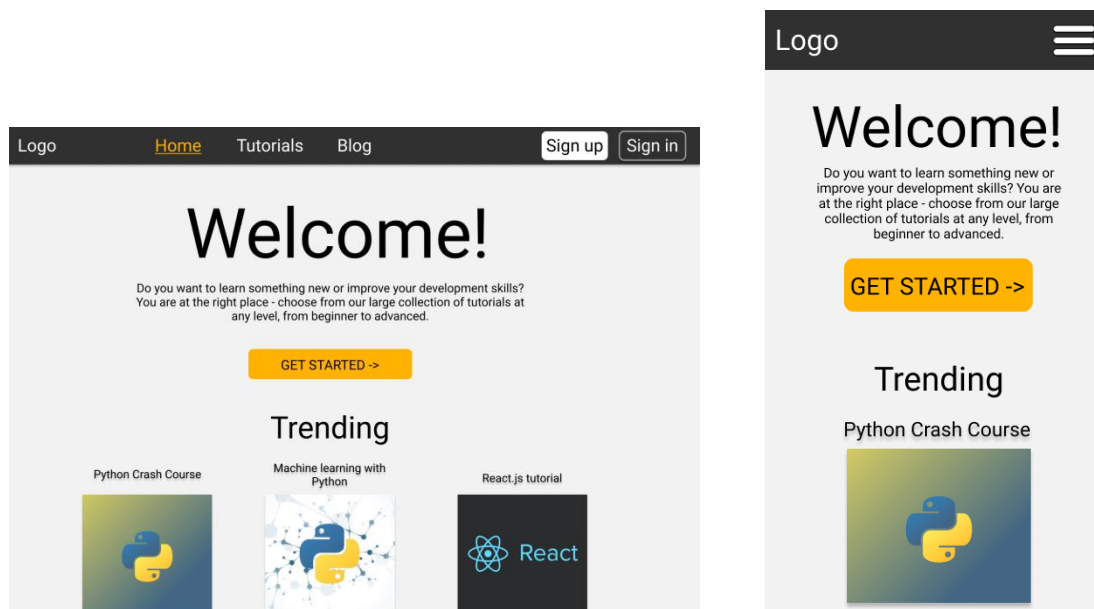 Logo
Home
Tutorials
Blog
Sign up
Sign in
Welcome!
Do you want to learn something new or improve your development skills?
You are at the right place - choose from our large collection of tutorials at
any level, from beginner to advanced.
GET STARTED ->
Trending
Python Crash Course
Machine learning with
Python
React.js tutorial
React
Logo
Welcome!
Do you want to learn something new or
improve your development skills? You are
at the right place - choose from our large
collection of tutorials at any level, from
beginner to advanced.
GET STARTED ->
Trending
Python Crash Course